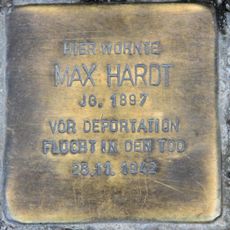 HIER WOHNTE
MAX HARDT
JG. 1897
VOR DEPORTATION
FLUCHT IN DEN TOD
28.11.1942